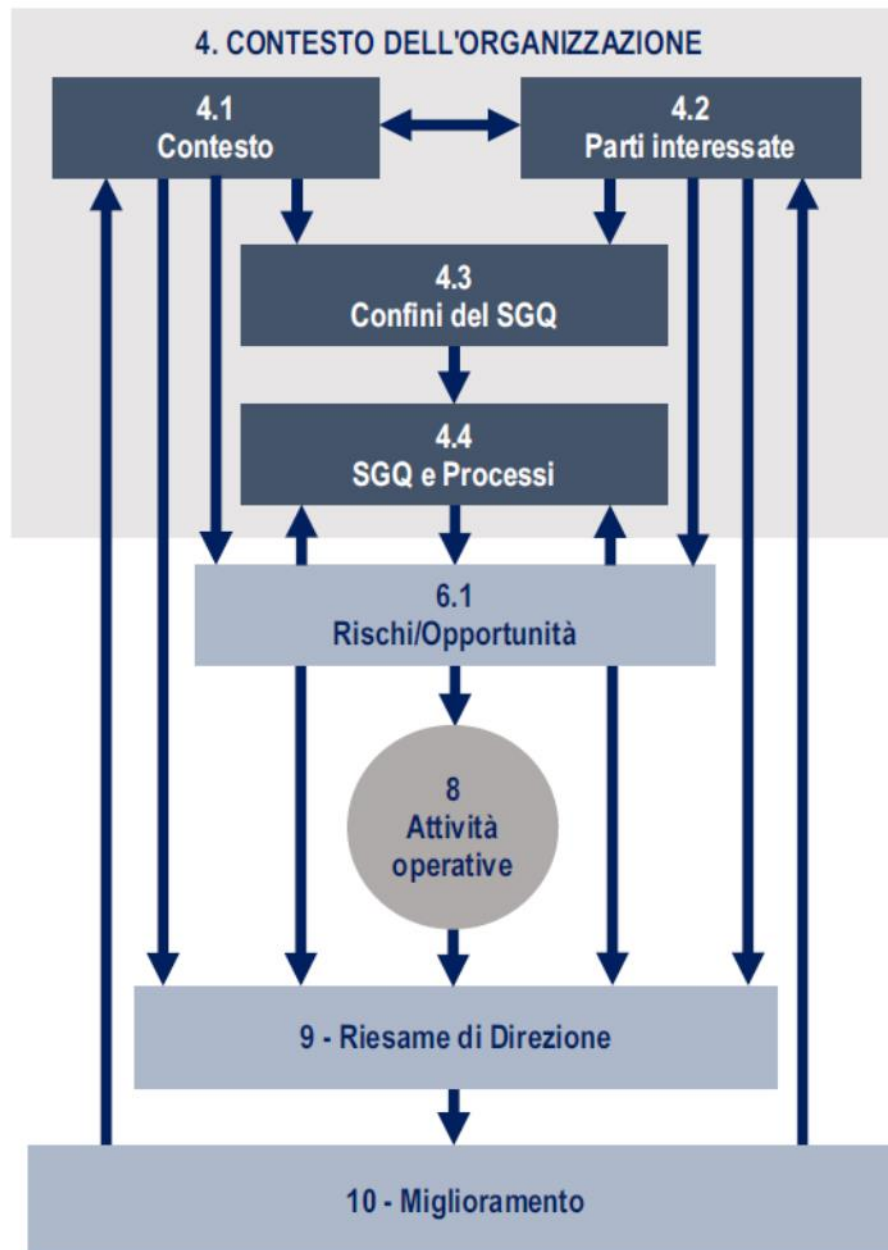 4. CONTESTO DELL'ORGANIZZAZIONE
4.1
Contesto
4.2
Parti interessate
4.3
Confini del SGQ
4.4
SGQ e Processi
6.1
Rischi/Opportunità
8
Attività
operative
9 - Riesame di Direzione
10 - Miglioramento